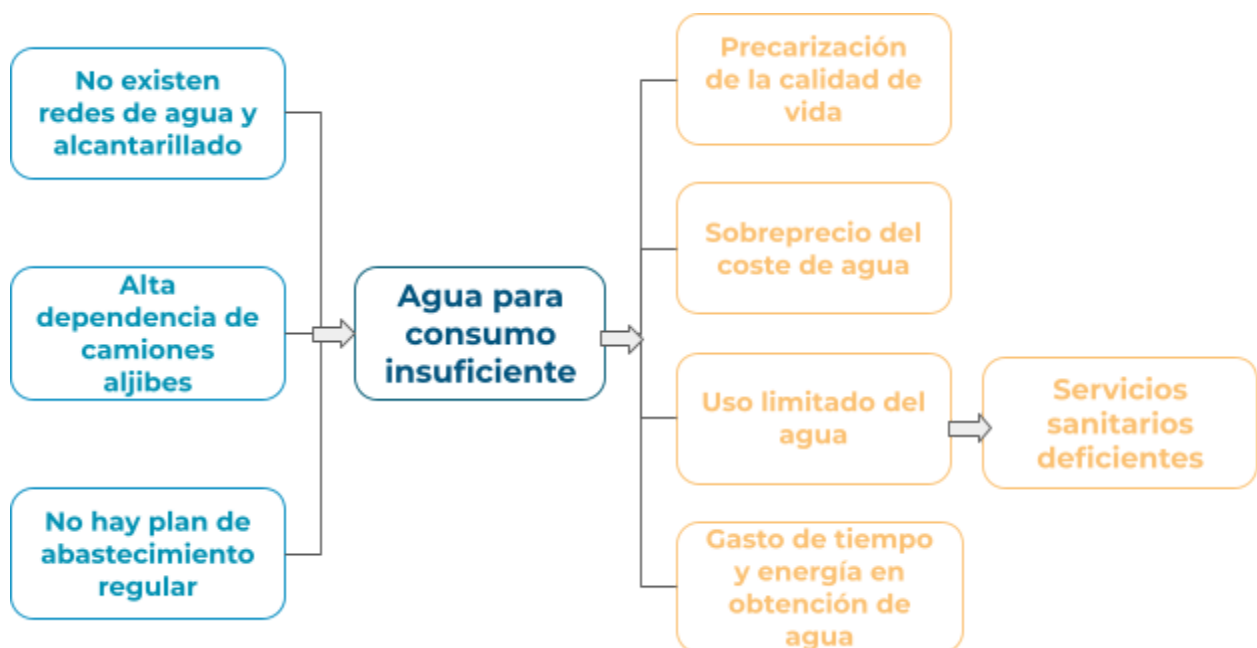 No existen
redes de agua y
alcantarillado
Alta
dependencia de
camiones
aljibes
No hay plan de
abastecimiento
regular
Agua para
consumo
insuficiente
Precarización
de la calidad de
vida
Sobreprecio del
coste de agua
Uso limitado del
agua
Servicios
sanitarios
deficientes
Gasto de tiempo
y energía en
obtención de
agua